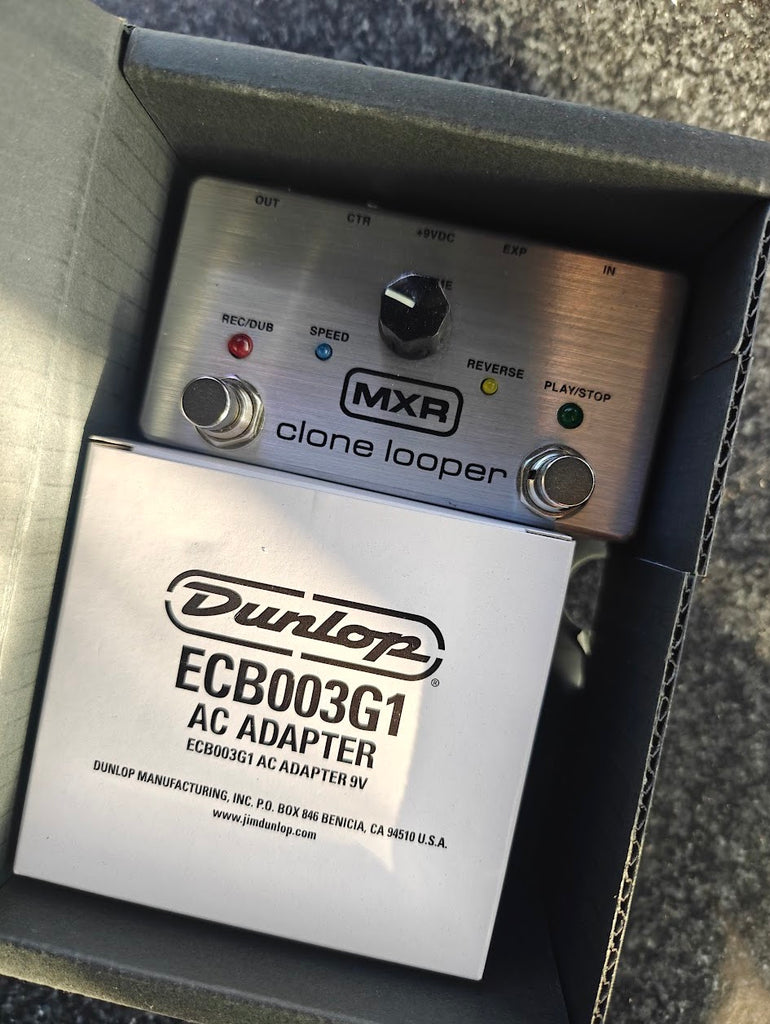 OUT
CTR
+9VDC
EXP
IN
REC/DUB
SPEED
REVERSE
PLAY/STOP
MXR
clone looper
Dunlop®
ECB003G1
AC ADAPTER
ECB003G1 AC ADAPTER 9V
DUNLOP MANUFACTURING, INC. P.O. BOX 846 BENICIA, CA 94510 U.S.A.
www.jimdunlop.com